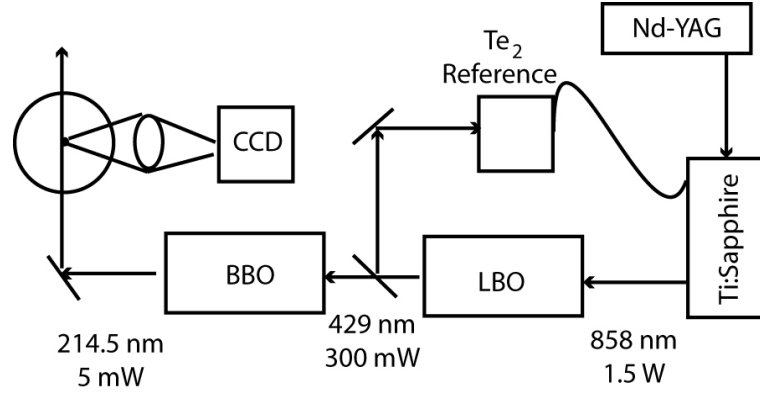 Nd-YAG
Te2
Reference
CCD
Ti:Sapphire
BBO
LBO
214.5 nm
5 mW
429 nm
300 mW
858 nm
1.5 W